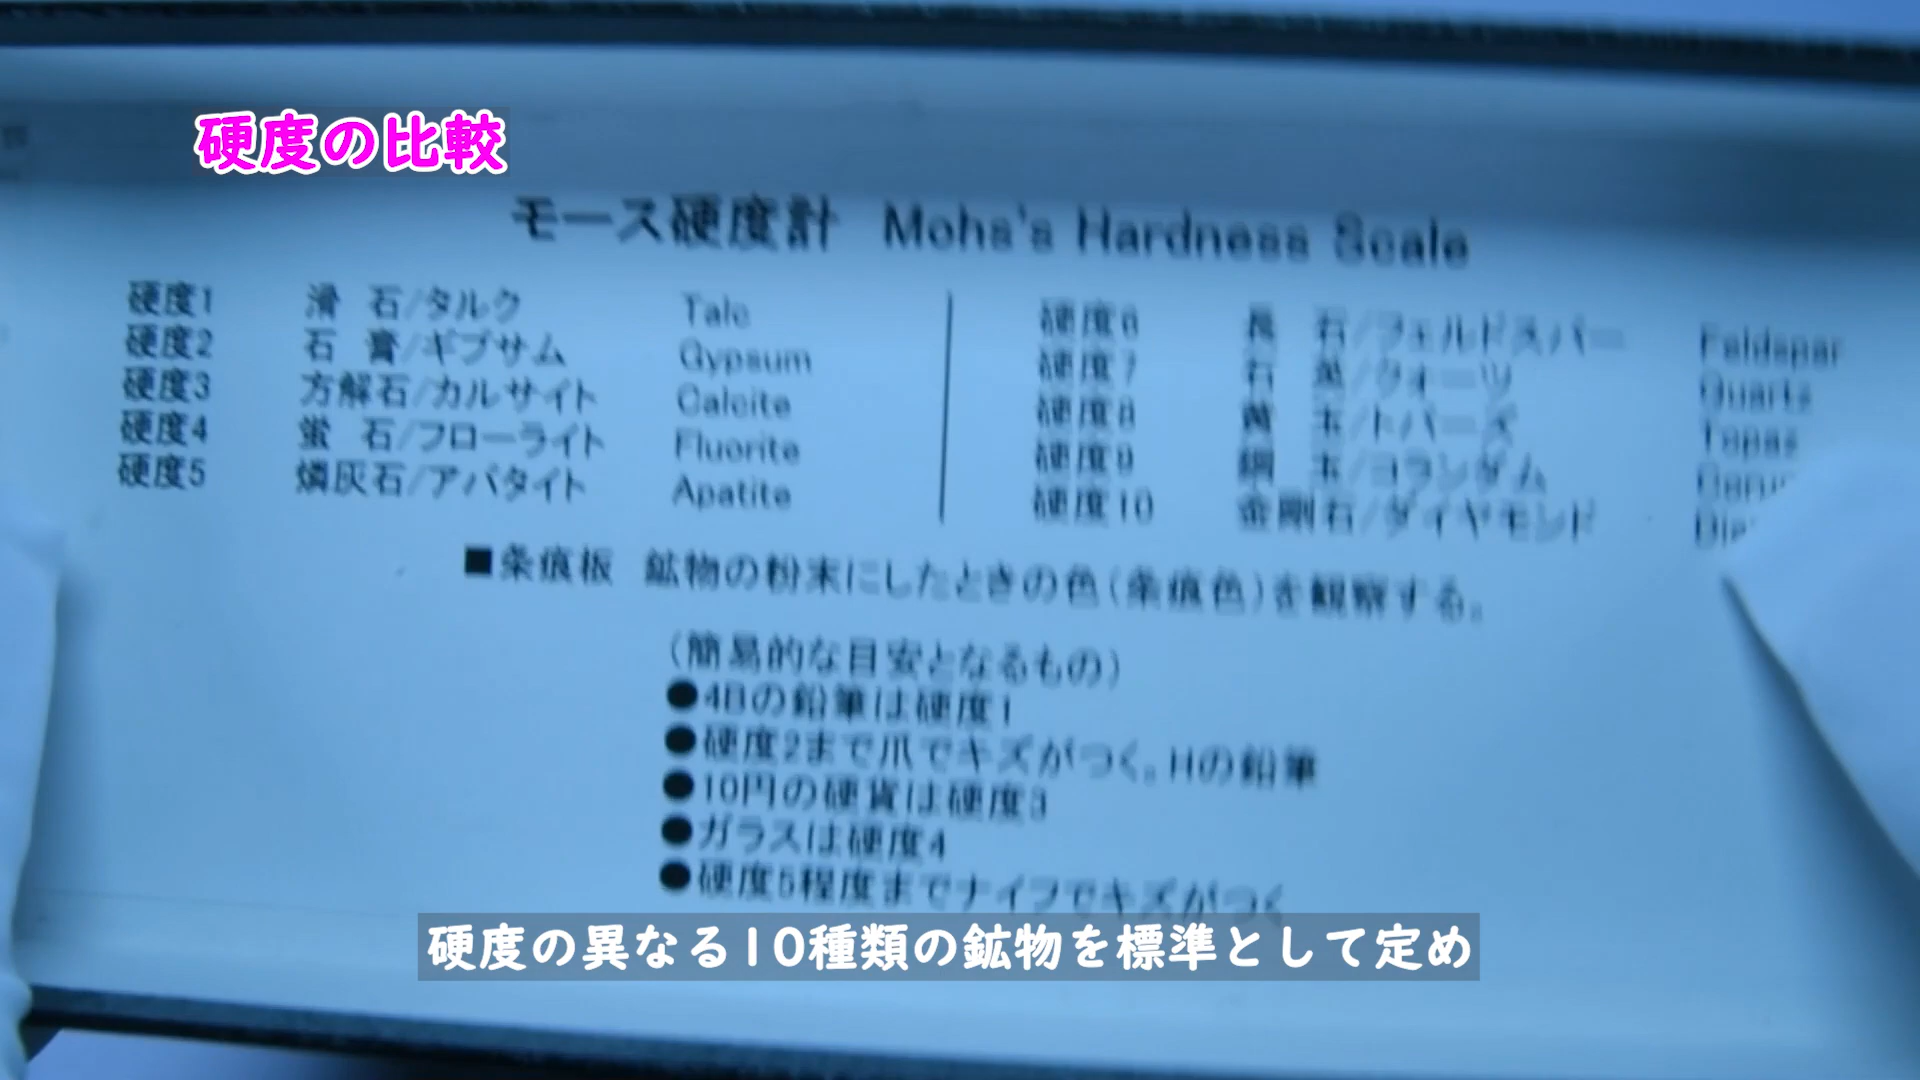 硬度の比較
モース硬度計 Mohs's Hardness Scale
硬度1 滑 石/タルク Talc
硬度2 石 膏/ギブサム Gypsum
硬度3 方解石/カルサイト Calcite
硬度4 蛍 石/フローライト Fluorite
硬度5 燐灰石/アパタイト Apatite
硬度6 長 石/フェルドスパー Feldspar
硬度7 石 英/クォーツ Quartz
硬度8 黄 玉/トパーズ Topaz
硬度9 鋼 玉/コランダム
硬度10 金剛石/ダイヤモンド
■条痕板 鉱物の粉末にしたときの色(条痕色)を観察する。
(簡易的な目安となるもの)
●4Bの鉛筆は硬度1
●硬度2まで爪でキズがつく。Hの鉛筆
●10円の硬貨は硬度3
●ガラスは硬度4
●硬度5程度までナイフでキズがつく
硬度の異なる10種類の鉱物を標準として定め